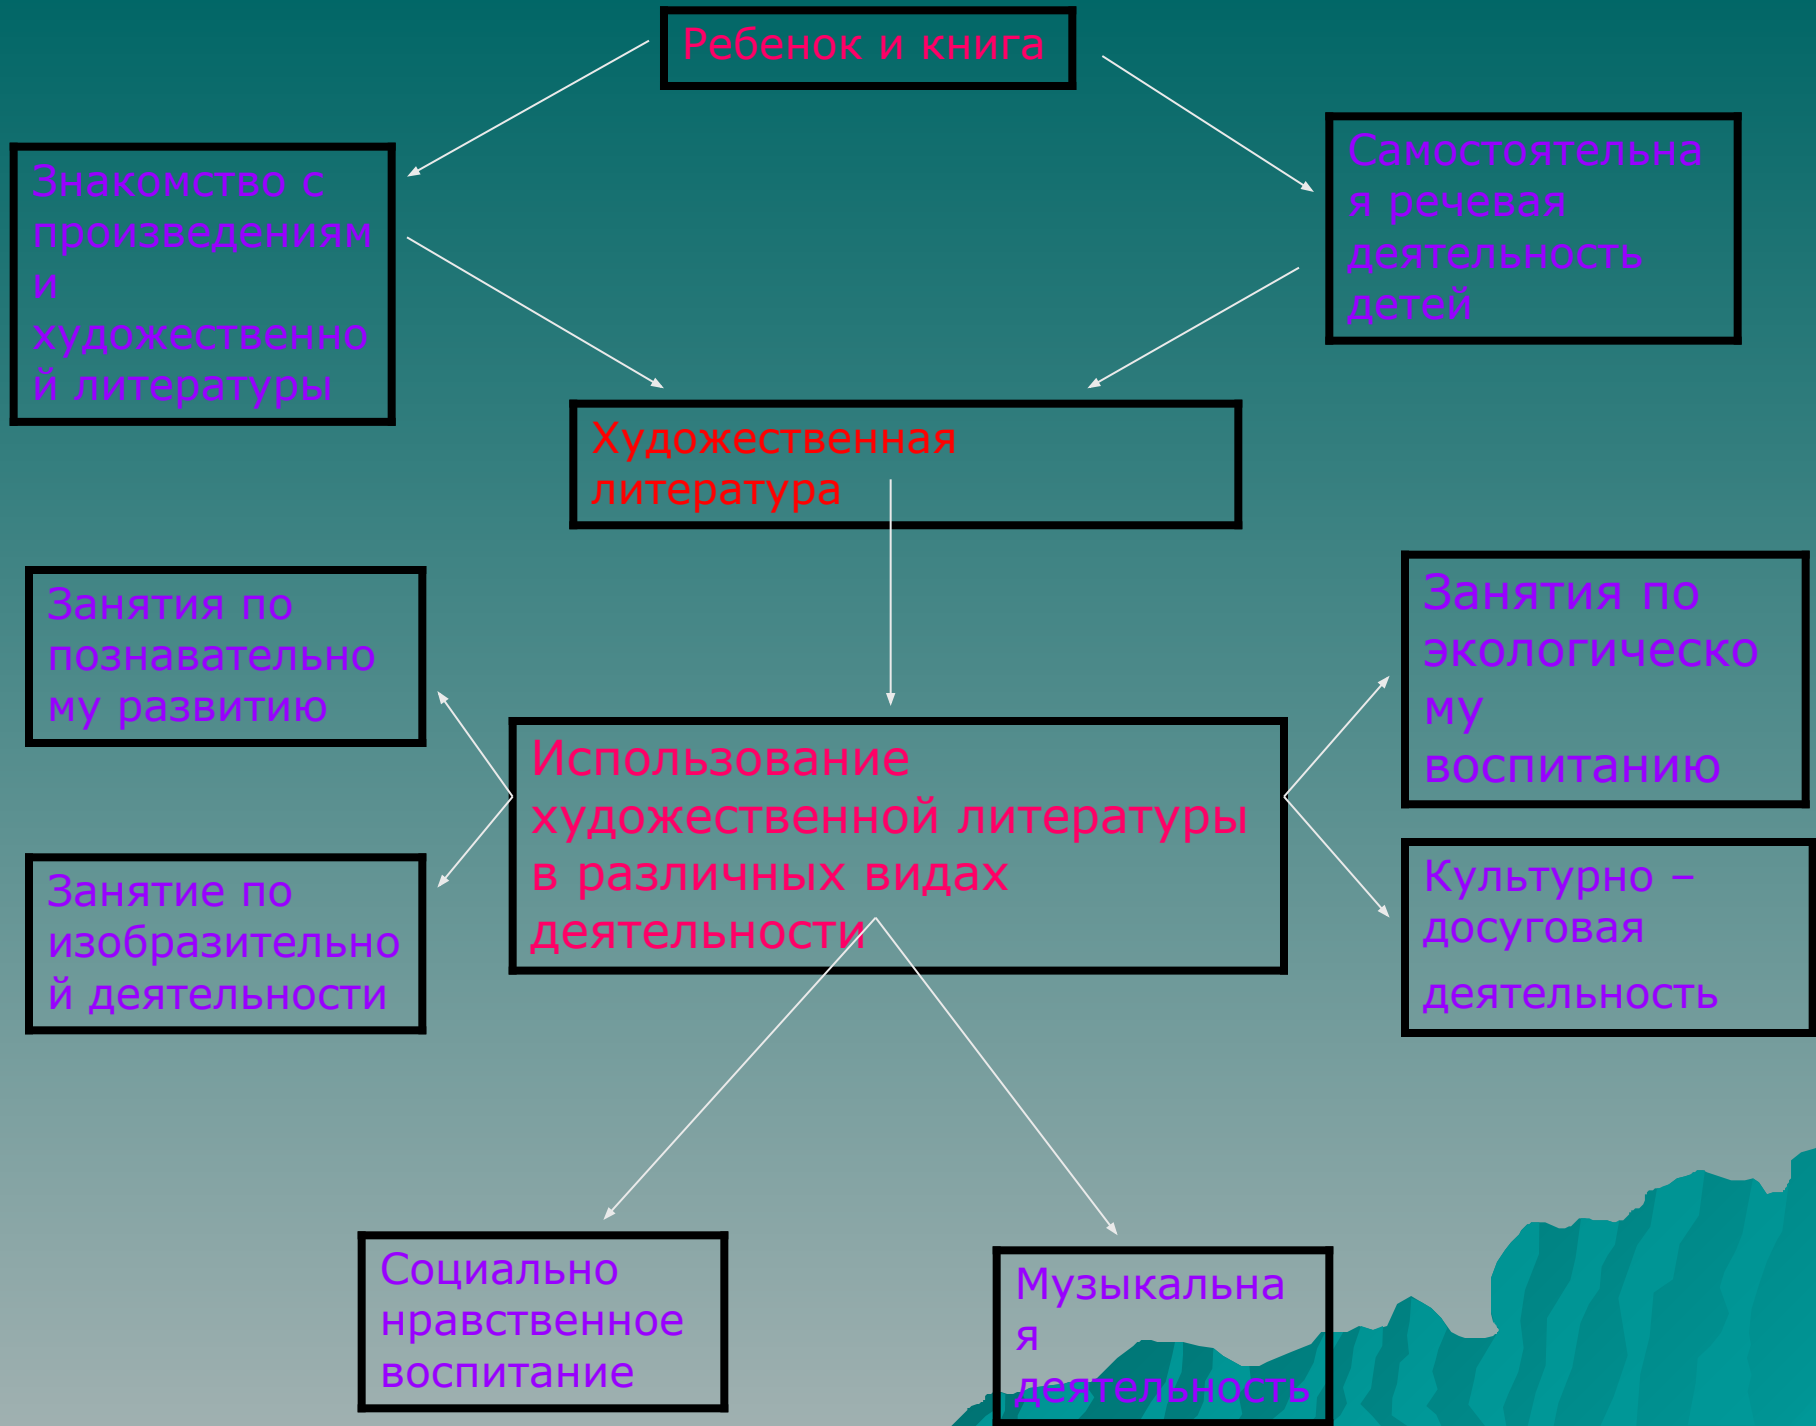 Ребенок и книга
Знакомство с
произведениям
и
художественно
й литературы
Самостоятельна
я речевая
деятельность
детей
Художественная
литература
Занятия по
познавательно
му развитию
Занятия по
экологическо
му
воспитанию
Использование
художественной литературы
в различных видах
деятельности
Занятие по
изобразительно
й деятельности
Культурно –
досуговая
деятельность
Социально
нравственное
воспитание
Музыкальна
я
деятельность